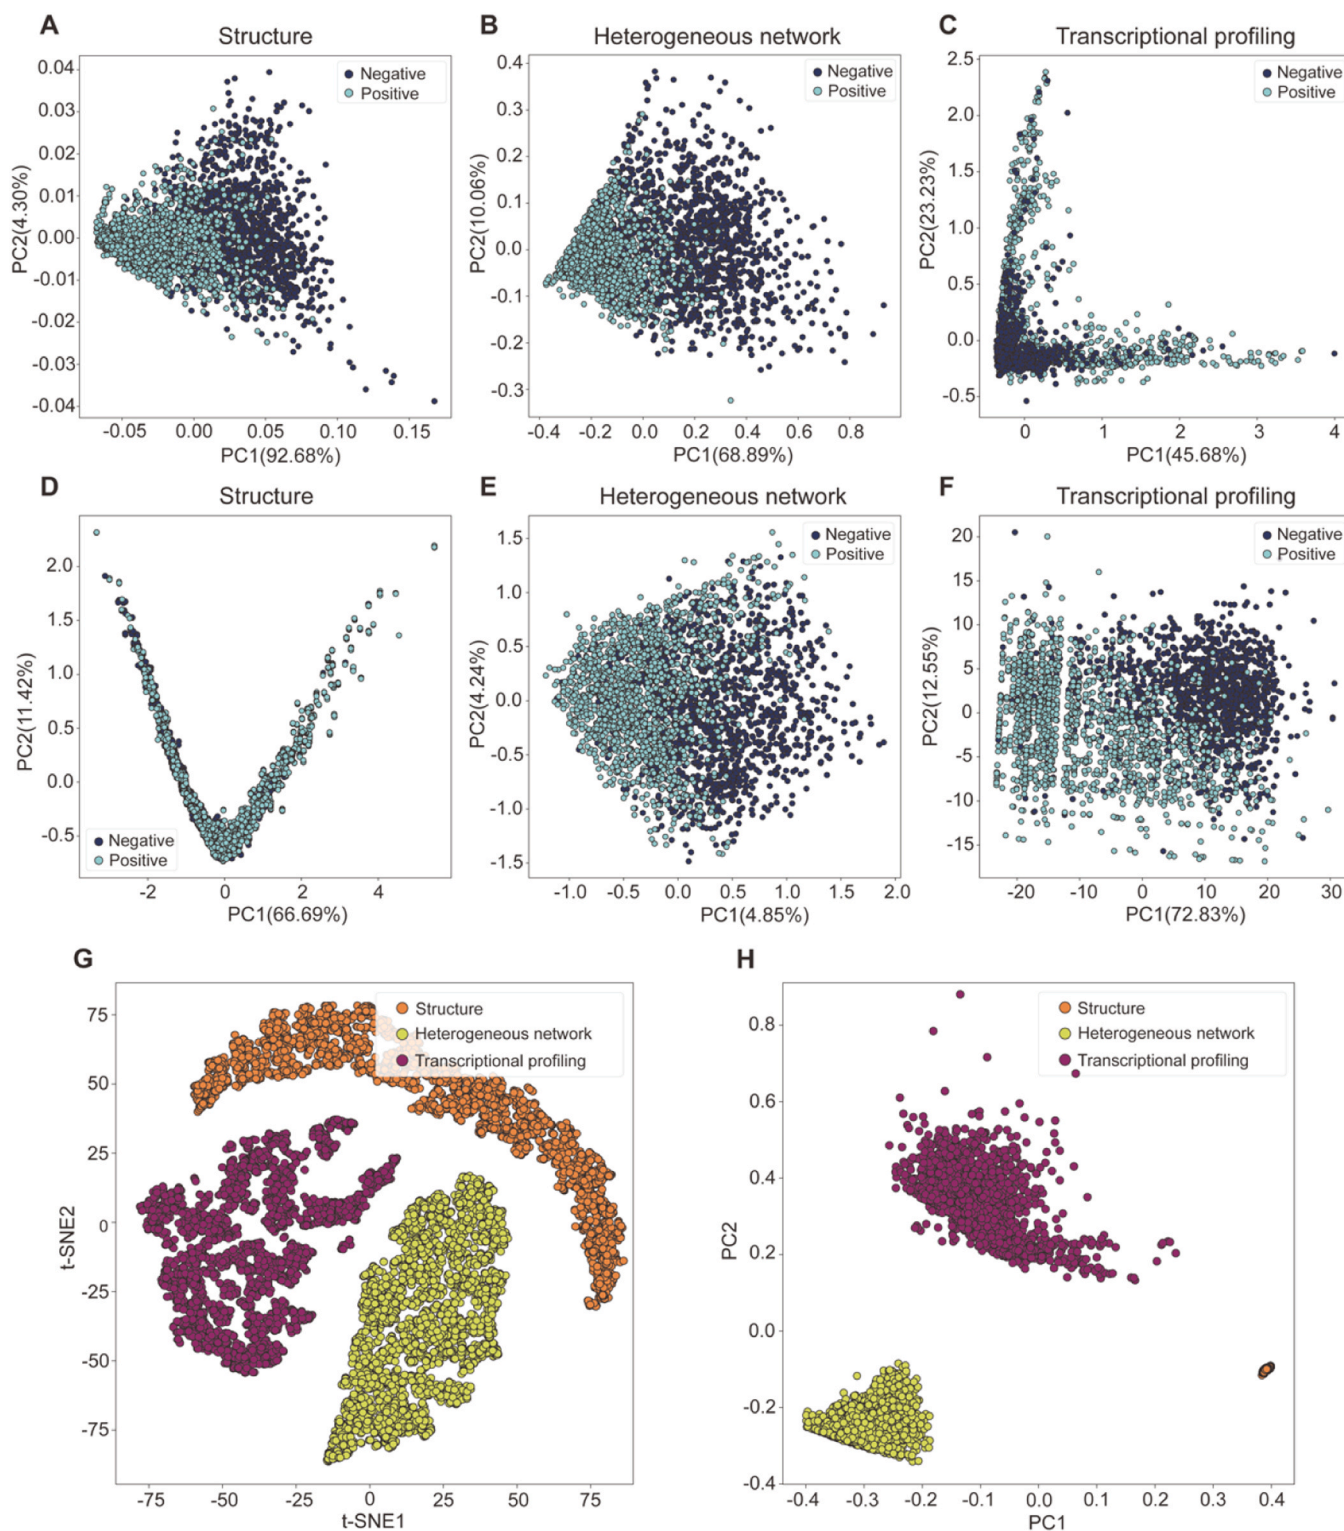 A
Structure
Negative
Positive
0.04
0.03
0.02
0.01
0.00
-0.01
-0.02
-0.03
-0.04
PC2(4.30%)
-0.05
0.00
0.05
0.10
0.15
PC1(92.68%)
B
Heterogeneous network
Negative
Positive
0.4
0.3
0.2
0.1
0.0
-0.1
-0.2
-0.3
PC2(10.06%)
-0.4
-0.2
0.0
0.2
0.4
0.6
0.8
PC1(68.89%)
C
Transcriptional profiling
Negative
Positive
2.5
2.0
1.5
1.0
0.5
0.0
-0.5
PC2(23.23%)
0
1
2
3
4
PC1(45.68%)
D
Structure
2.0
1.5
1.0
0.5
0.0
-0.5
PC2(11.42%)
Negative
Positive
-2
0
2
4
PC1(66.69%)
E
Heterogeneous network
Negative
Positive
1.5
1.0
0.5
0.0
-0.5
-1.0
-1.5
PC2(4.24%)
-1.0
-0.5
0.0
0.5
1.0
1.5
2.0
PC1(4.85%)
F
Transcriptional profiling
Negative
Positive
20
15
10
5
0
-5
-10
-15
PC2(12.55%)
-20
-10
0
10
20
30
PC1(72.83%)
G
Structure
Heterogeneous network
Transcriptional profiling
75
50
25
0
-25
-50
-75
t-SNE2
-75
-50
-25
0
25
50
75
t-SNE1
H
Structure
Heterogeneous network
Transcriptional profiling
0.8
0.6
0.4
0.2
0.0
-0.2
-0.4
PC2
-0.4
-0.3
-0.2
-0.1
0.0
0.1
0.2
0.3
0.4
PC1